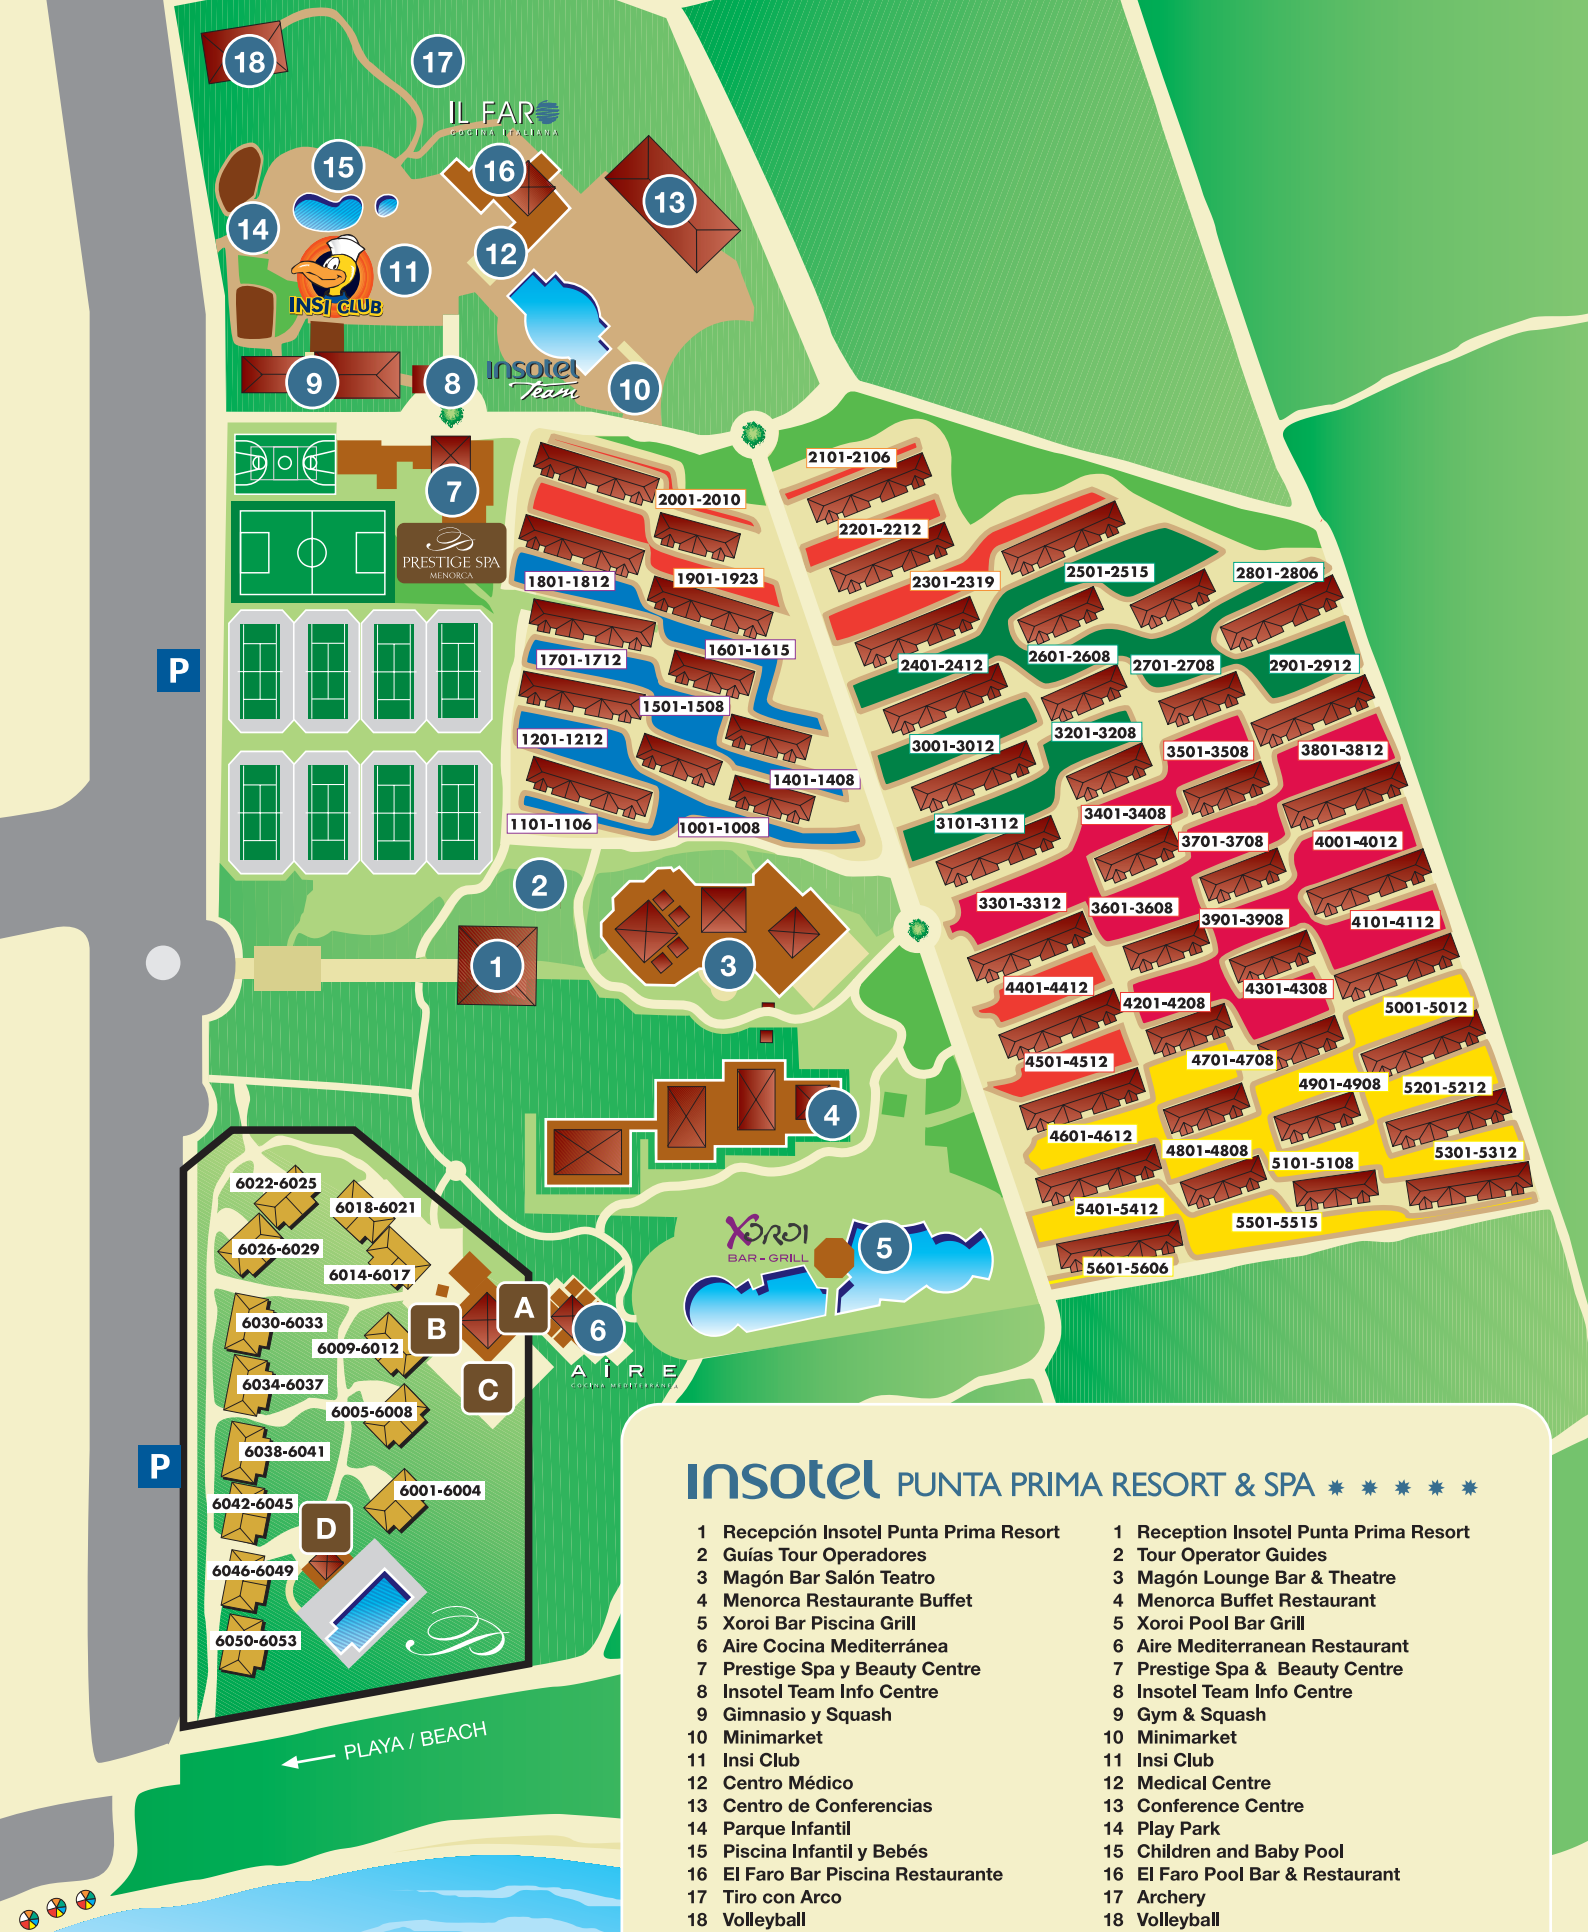 18
17
IL FARO
COCINA ITALIANA
15
16
13
14
12
11
INSI CLUB
insotel
Team
9
8
10
7
PRESTIGE SPA
MENORCA
2101-2106
2001-2010
2201-2212
1801-1812
1901-1923
2301-2319
2501-2515
2801-2806
P
1701-1712
1601-1615
2401-2412
2601-2608
2701-2708
2901-2912
1501-1508
1201-1212
3001-3012
3201-3208
3501-3508
3801-3812
1401-1408
1101-1106
1001-1008
3101-3112
3401-3408
3701-3708
4001-4012
2
3301-3312
3601-3608
3901-3908
4101-4112
1
3
4401-4412
4201-4208
4301-4308
5001-5012
4501-4512
4701-4708
4901-4908
5201-5212
4
4601-4612
4801-4808
5101-5108
5301-5312
6022-6025
6018-6021
5401-5412
5501-5515
6026-6029
XOROI
BAR - GRILL
5
6014-6017
5601-5606
6030-6033
B
A
6
6009-6012
AiRE
COCINA MEDITERRÁNEA
6034-6037
C
6005-6008
6038-6041
P
6001-6004
6042-6045
D
6046-6049
6050-6053
PLAYA / BEACH
insotel PUNTA PRIMA RESORT & SPA
1 Recepción Insotel Punta Prima Resort
2 Guías Tour Operadores
3 Magón Bar Salón Teatro
4 Menorca Restaurante Buffet
5 Xoroi Bar Piscina Grill
6 Aire Cocina Mediterránea
7 Prestige Spa y Beauty Centre
8 Insotel Team Info Centre
9 Gimnasio y Squash
10 Minimarket
11 Insi Club
12 Centro Médico
13 Centro de Conferencias
14 Parque Infantil
15 Piscina Infantil y Bebés
16 El Faro Bar Piscina Restaurante
17 Tiro con Arco
18 Volleyball
1 Reception Insotel Punta Prima Resort
2 Tour Operator Guides
3 Magón Lounge Bar & Theatre
4 Menorca Buffet Restaurant
5 Xoroi Pool Bar Grill
6 Aire Mediterranean Restaurant
7 Prestige Spa & Beauty Centre
8 Insotel Team Info Centre
9 Gym & Squash
10 Minimarket
11 Insi Club
12 Medical Centre
13 Conference Centre
14 Play Park
15 Children and Baby Pool
16 El Faro Pool Bar & Restaurant
17 Archery
18 Volleyball